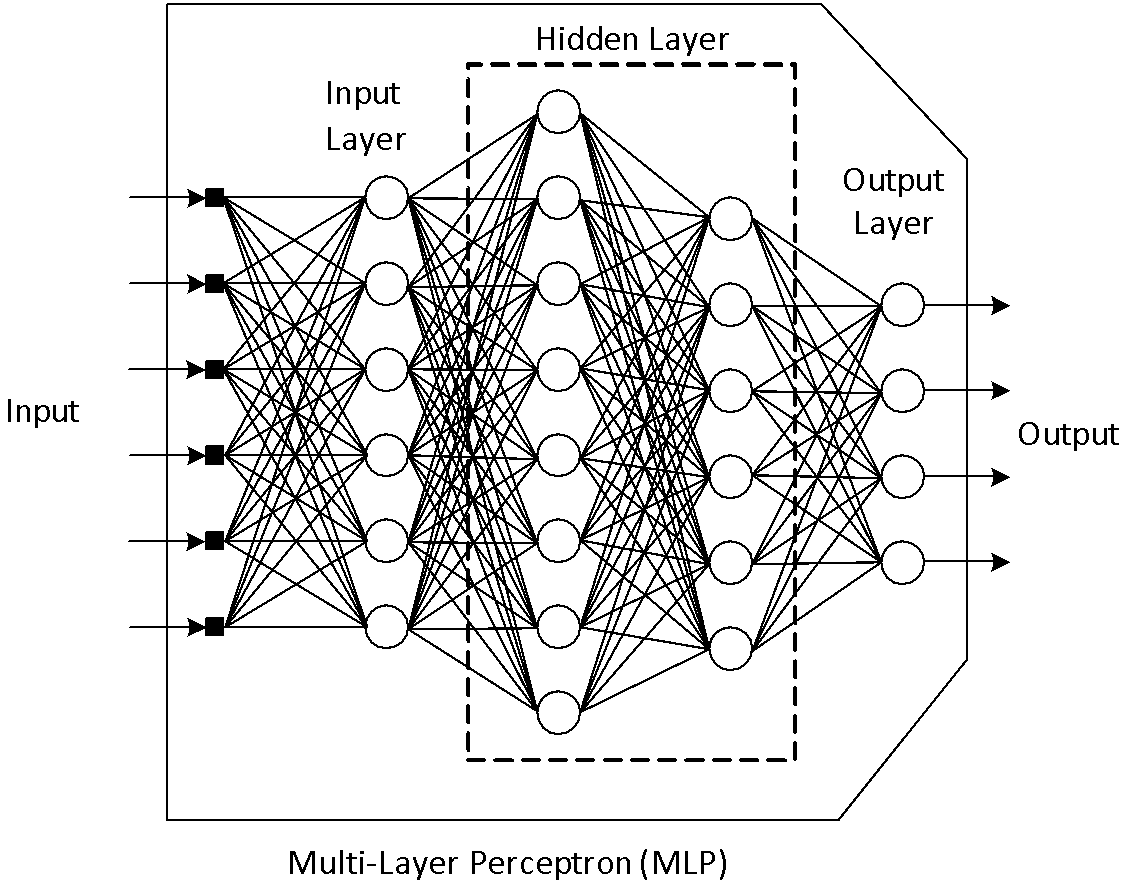 Hidden Layer
Input
Layer
Output
Layer
Input
Output
Multi-Layer Perceptron (MLP)